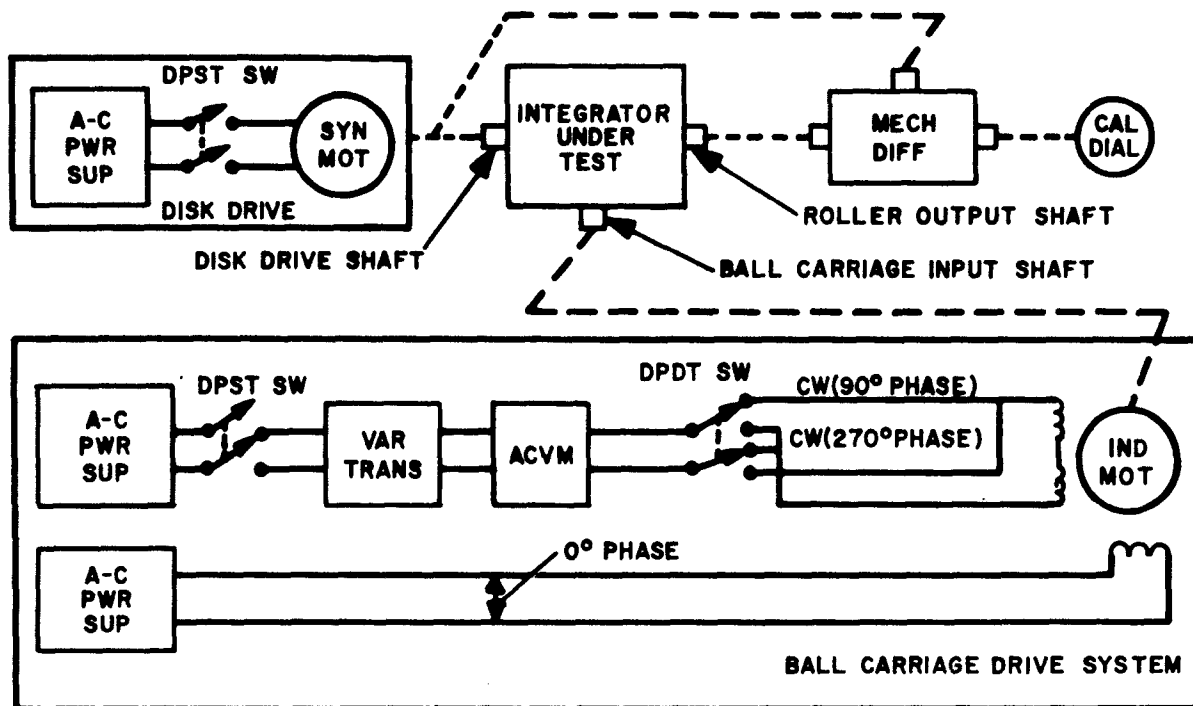 DPST SW
A-C
PWR
SUP
SYN
MOT
DISK DRIVE
INTEGRATOR
UNDER
TEST
MECH
DIFF
CAL
DIAL
DISK DRIVE SHAFT
ROLLER OUTPUT SHAFT
BALL CARRIAGE INPUT SHAFT
A-C
PWR
SUP
DPST SW
VAR
TRANS
ACVM
DPDT SW
CW(90° PHASE)
CW(270° PHASE)
IND
MOT
A-C
PWR
SUP
0° PHASE
BALL CARRIAGE DRIVE SYSTEM